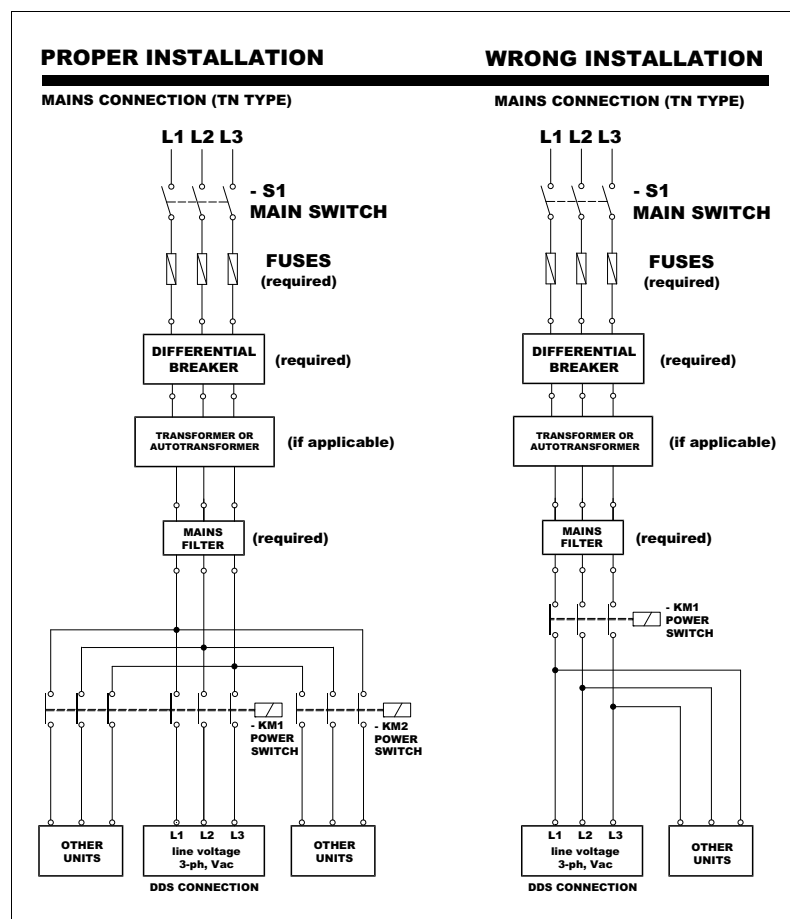 PROPER INSTALLATION
MAINS CONNECTION (TN TYPE)
L1 L2 L3
- S1
MAIN SWITCH
FUSES
(required)
DIFFERENTIAL
BREAKER
(required)
TRANSFORMER OR
AUTOTRANSFORMER
(if applicable)
MAINS
FILTER
(required)
- KM1
POWER
SWITCH
- KM2
POWER
SWITCH
OTHER
UNITS
L1 L2 L3
line voltage
3-ph, Vac
DDS CONNECTION
OTHER
UNITS
WRONG INSTALLATION
MAINS CONNECTION (TN TYPE)
L1 L2 L3
- S1
MAIN SWITCH
FUSES
(required)
DIFFERENTIAL
BREAKER
(required)
TRANSFORMER OR
AUTOTRANSFORMER
(if applicable)
MAINS
FILTER
(required)
- KM1
POWER
SWITCH
L1 L2 L3
line voltage
3-ph, Vac
DDS CONNECTION
OTHER
UNITS